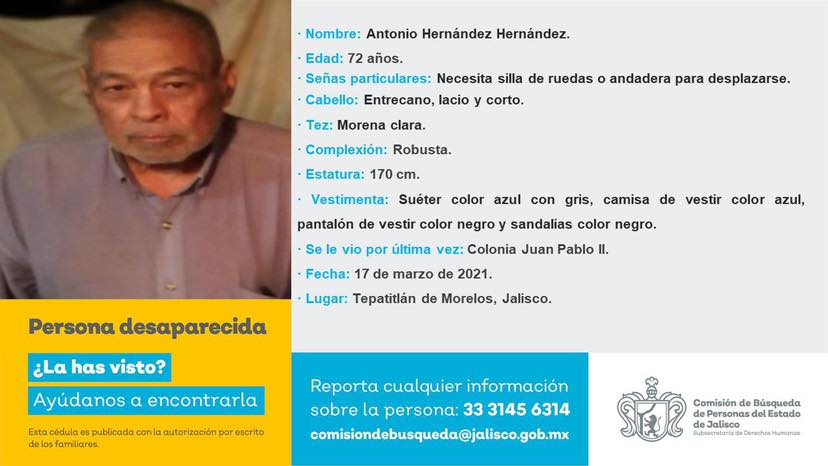 · Nombre: Antonio Hernández Hernández.
· Edad: 72 años.
· Señas particulares: Necesita silla de ruedas o andadera para desplazarse.
· Cabello: Entrecano, lacio y corto.
· Tez: Morena clara.
· Complexión: Robusta.
· Estatura: 170 cm.
· Vestimenta: Suéter color azul con gris, camisa de vestir color azul,
pantalón de vestir color negro y sandalias color negro.
· Se le vio por última vez: Colonia Juan Pablo II.
· Fecha: 17 de marzo de 2021.
· Lugar: Tepatitlán de Morelos, Jalisco.
Persona desaparecida
¿La has visto?
Ayúdanos a encontrarla
Esta cédula es publicada con la autorización por escrito
de los familiares.
Reporta cualquier información
sobre la persona: 33 3145 6314
comisiondebusqueda@jalisco.gob.mx
Comisión de Búsqueda
de Personas del Estado
de Jalisco
Subsecretaría de Derechos Humanos